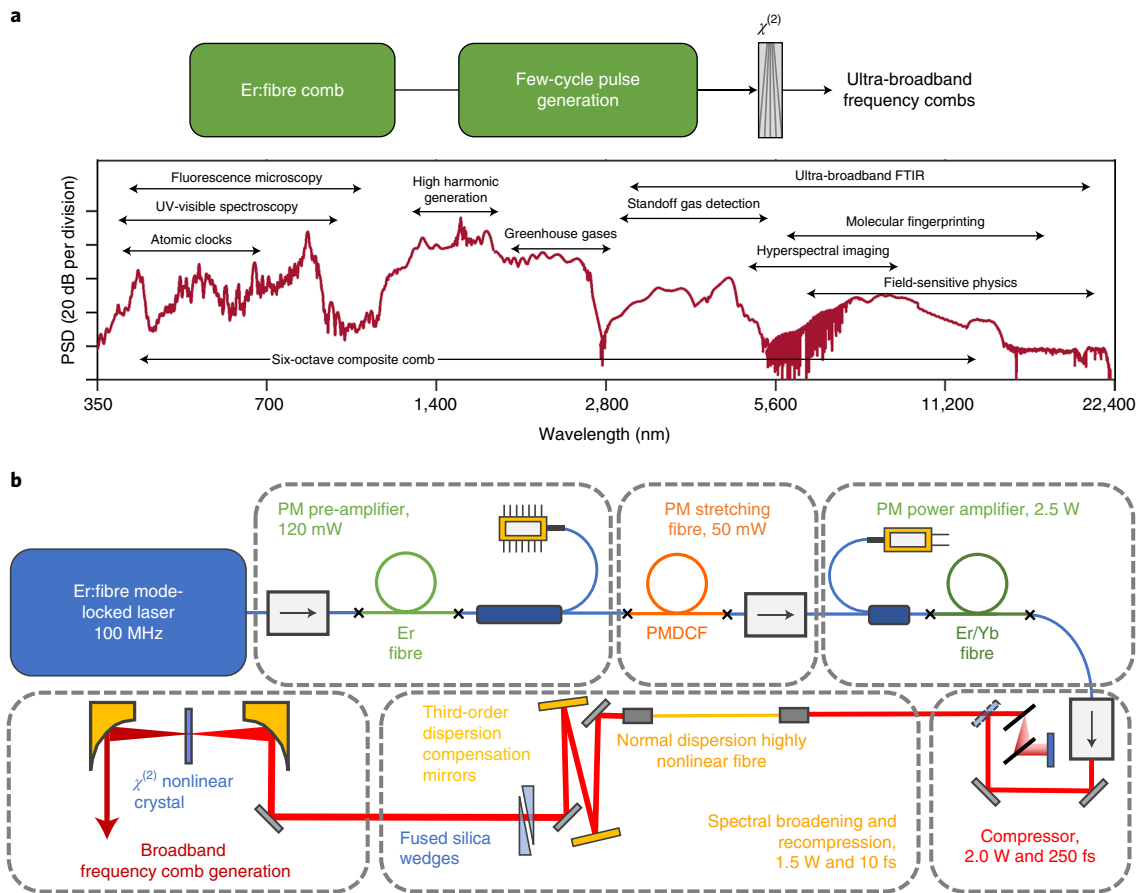 a
χ(2)
Er:fibre comb
Few-cycle pulse
generation
Ultra-broadband
frequency combs
PSD (20 dB per division)
Fluorescence microscopy
UV-visible spectroscopy
Atomic clocks
High harmonic
generation
Greenhouse gases
Ultra-broadband FTIR
Standoff gas detection
Molecular fingerprinting
Hyperspectral imaging
Field-sensitive physics
Six-octave composite comb
350
700
1,400
2,800
5,600
11,200
22,400
Wavelength (nm)
b
Er:fibre mode-
locked laser
100 MHz
PM pre-amplifier,
120 mW
Er
fibre
PM stretching
fibre, 50 mW
PMDCF
PM power amplifier, 2.5 W
Er/Yb
fibre
χ(2) nonlinear
crystal
Broadband
frequency comb generation
Third-order
dispersion
compensation
mirrors
Fused silica
wedges
Normal dispersion highly
nonlinear fibre
Spectral broadening and
recompression,
1.5 W and 10 fs
Compressor,
2.0 W and 250 fs